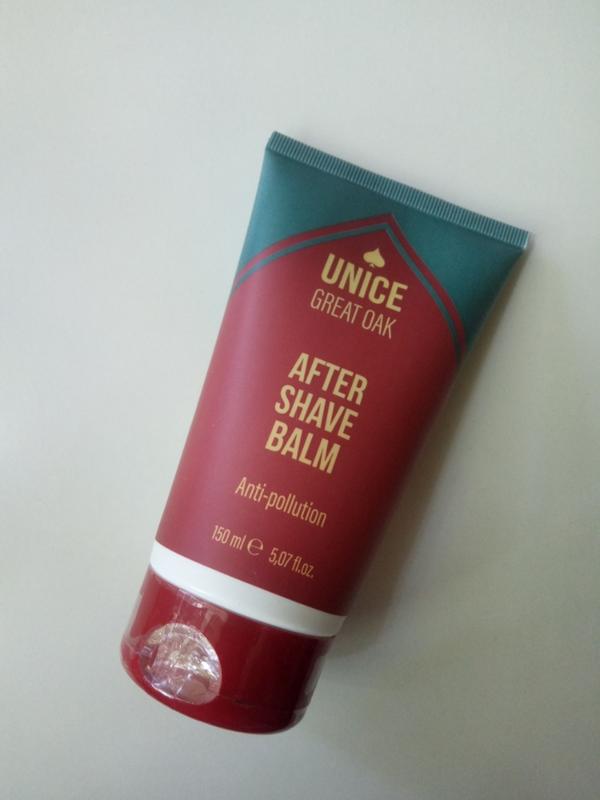 UNICE
GREAT OAK
AFTER
SHAVE
BALM
Anti-pollution
150 ml ℮ 5,07 fl.oz.